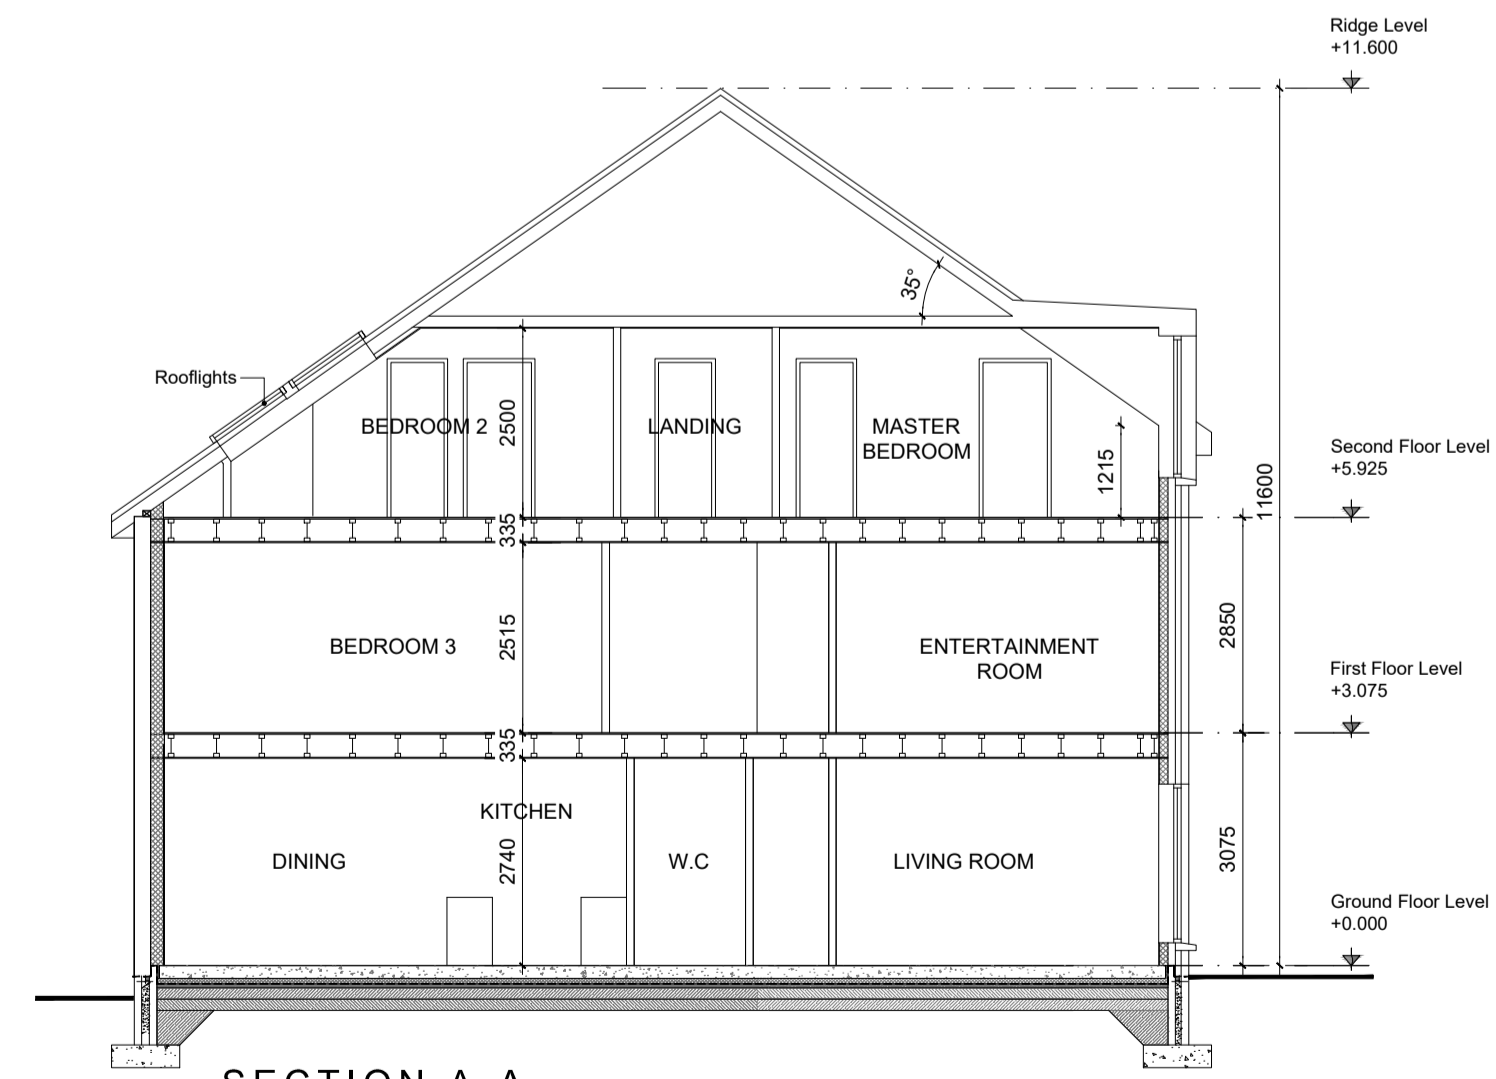 Ridge Level
+11.600
35°
Rooflights
BEDROOM 2
2500
LANDING
MASTER
BEDROOM
1215
11600
Second Floor Level
+5.925
335
BEDROOM 3
2515
ENTERTAINMENT
ROOM
2850
First Floor Level
+3.075
335
KITCHEN
DINING
2740
W.C
LIVING ROOM
3075
Ground Floor Level
+0.000
SECTION A-A